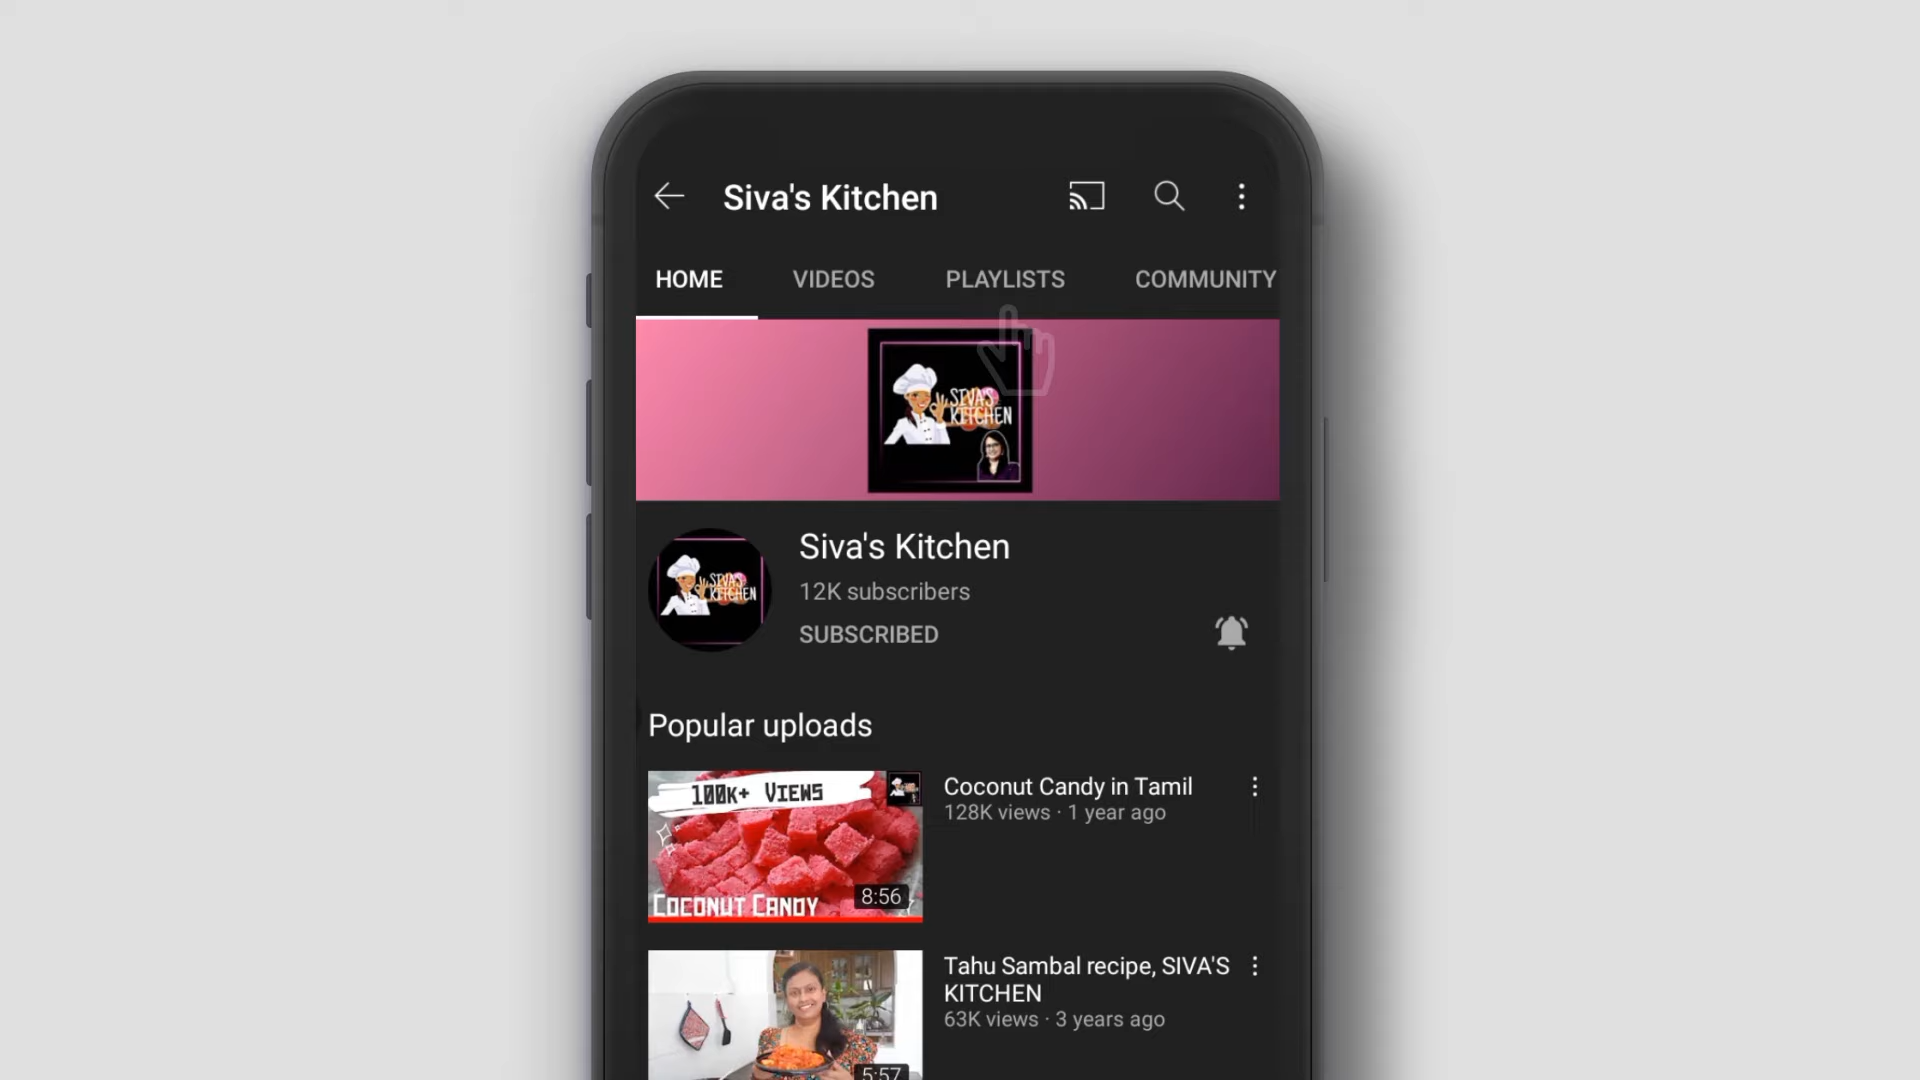 Siva's Kitchen
HOME
VIDEOS
PLAYLISTS
COMMUNITY
SIVA'S
KITCHEN
Siva's Kitchen
12K subscribers
SUBSCRIBED
SIVA'S
KITCHEN
Popular uploads
100K+ VIEWS
COCONUT CANDY
8:56
Coconut Candy in Tamil
128K views · 1 year ago
Tahu Sambal recipe, SIVA'S
KITCHEN
63K views · 3 years ago
5:57